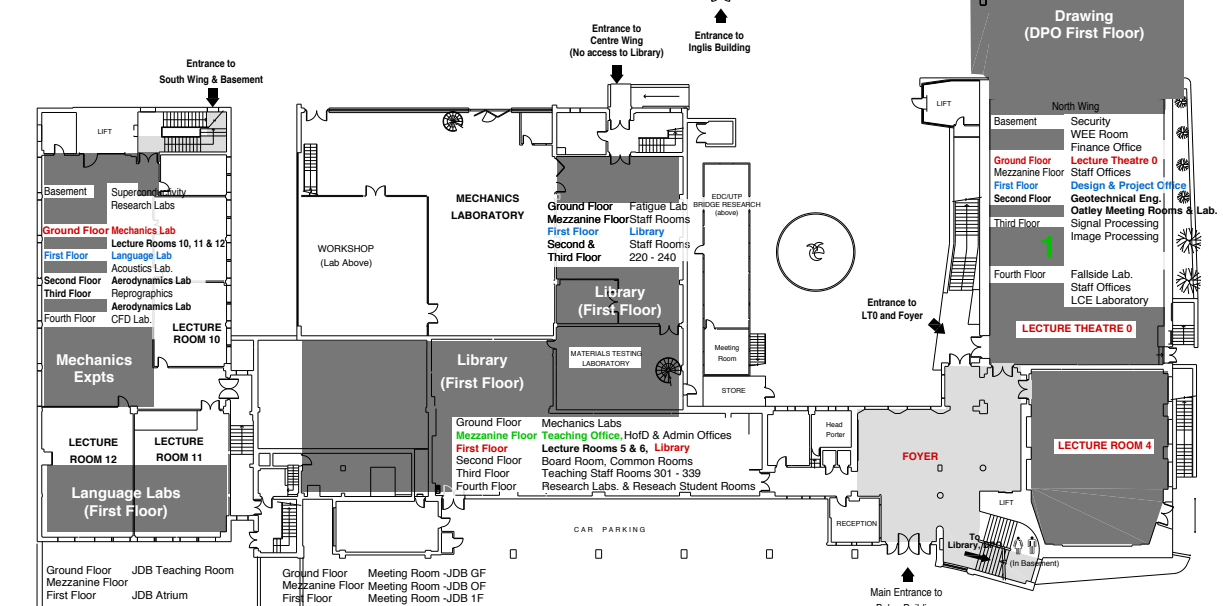 Drawing
(DPO First Floor)
Entrance to
Inglis Building
Entrance to
Centre Wing
(No access to Library)
Entrance to
South Wing & Basement
LIFT
LIFT
North Wing
Basement Security
WEE Room
Finance Office
Ground Floor Lecture Theatre 0
Mezzanine Floor Staff Offices
First Floor Design & Project Office
Second Floor Geotechnical Eng.
Oatley Meeting Rooms & Lab.
Third Floor Signal Processing
Image Processing
1
Fourth Floor Fallside Lab.
Staff Offices
LCE Laboratory
LECTURE THEATRE 0
Basement Superconductivity
Research Labs
Ground Floor Mechanics Lab
Lecture Rooms 10, 11 & 12
First Floor Language Lab
Acoustics Lab.
Second Floor Aerodynamics Lab
Third Floor Reprographics
Aerodynamics Lab
Fourth Floor CFD Lab.
LECTURE
ROOM 10
Mechanics
Expts
MECHANICS
LABORATORY
WORKSHOP
(Lab Above)
Ground Floor Fatigue Lab
Mezzanine Floor Staff Rooms
First Floor Library
Second & Staff Rooms
Third Floor 220 - 240
EDC/UTP
BRIDGE RESEARCH
(above)
Library
(First Floor)
Entrance to
LT0 and Foyer
Meeting
Room
STORE
MATERIALS TESTING
LABORATORY
Library
(First Floor)
Ground Floor Mechanics Labs
Mezzanine Floor Teaching Office, HofD & Admin Offices
First Floor Lecture Rooms 5 & 6, Library
Second Floor Board Room, Common Rooms
Third Floor Teaching Staff Rooms 301 - 339
Fourth Floor Research Labs. & Reseach Student Rooms
LECTURE
ROOM 12
LECTURE
ROOM 11
Language Labs
(First Floor)
Head
Porter
FOYER
LECTURE ROOM 4
RECEPTION
LIFT
CAR PARKING
To
Library, DPO
(In Basement)
Main Entrance to
Ground Floor JDB Teaching Room
Mezzanine Floor
First Floor JDB Atrium
Ground Floor Meeting Room -JDB GF
Mezzanine Floor Meeting Room -JDB OF
First Floor Meeting Room -JDB 1F